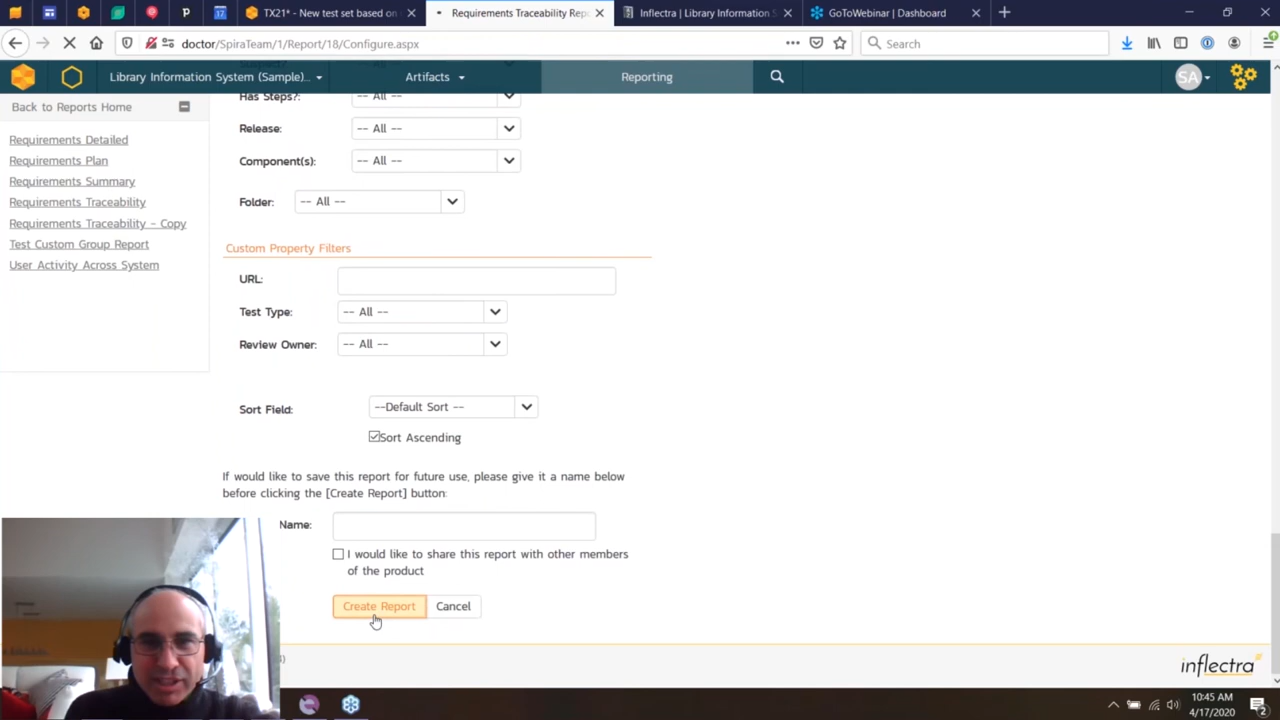 TX21* - New test set based on
Requirements Traceability Repo
Inflectra | Library Information S
GoToWebinar | Dashboard
17
doctor/SpiraTeam/1/Report/18/Configure.aspx
Search
Library Information System (Sample)...
Artifacts
Reporting
SA
Back to Reports Home
Requirements Detailed
Requirements Plan
Requirements Summary
Requirements Traceability
Requirements Traceability - Copy
Test Custom Group Report
User Activity Across System
Has Steps?: -- All --
Release: -- All --
Component(s): -- All --
Folder: -- All --
Custom Property Filters
URL:
Test Type: -- All --
Review Owner: -- All --
Sort Field: --Default Sort --
Sort Ascending
If would like to save this report for future use, please give it a name below
before clicking the [Create Report] button:
Name:
I would like to share this report with other members
of the product
Create Report Cancel
inflectra
10:45 AM
4/17/2020
2